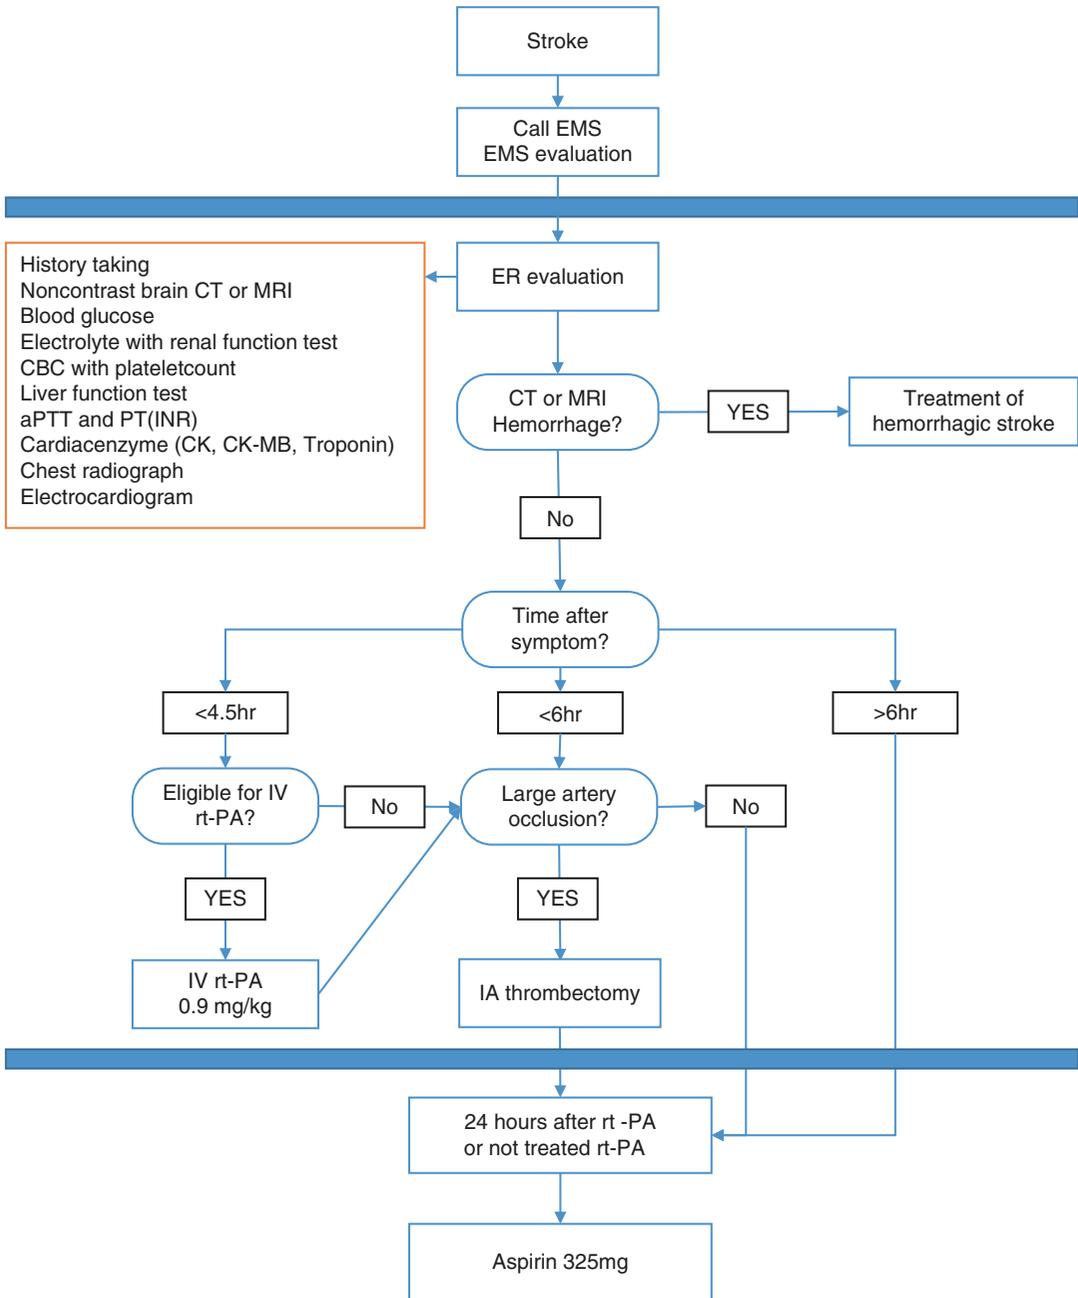 Stroke
Call EMS
EMS evaluation
ER evaluation
History taking
Noncontrast brain CT or MRI
Blood glucose
Electrolyte with renal function test
CBC with plateletcount
Liver function test
aPTT and PT(INR)
Cardiacenzyme (CK, CK-MB, Troponin)
Chest radiograph
Electrocardiogram
CT or MRI
Hemorrhage?
YES
Treatment of
hemorrhagic stroke
No
Time after
symptom?
<4.5hr
<6hr
>6hr
Eligible for IV
rt-PA?
No
Large artery
occlusion?
No
YES
YES
IV rt-PA
0.9 mg/kg
IA thrombectomy
24 hours after rt -PA
or not treated rt-PA
Aspirin 325mg